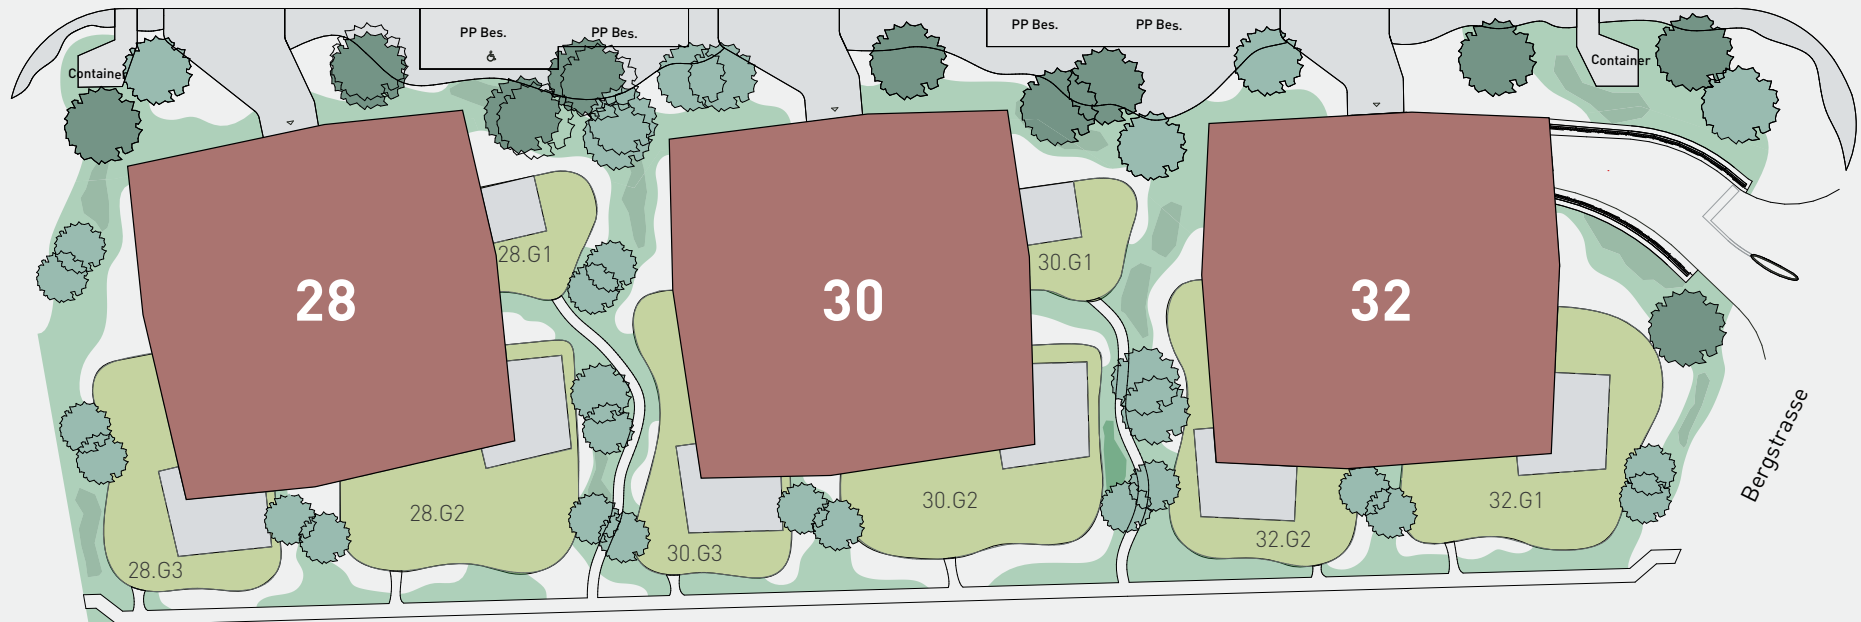 PP Bes.
PP Bes.
PP Bes.
PP Bes.
Container
Container
28.G1
30.G1
28
30
32
28.G2
30.G2
32.G1
28.G3
30.G3
32.G2
Bergstrasse